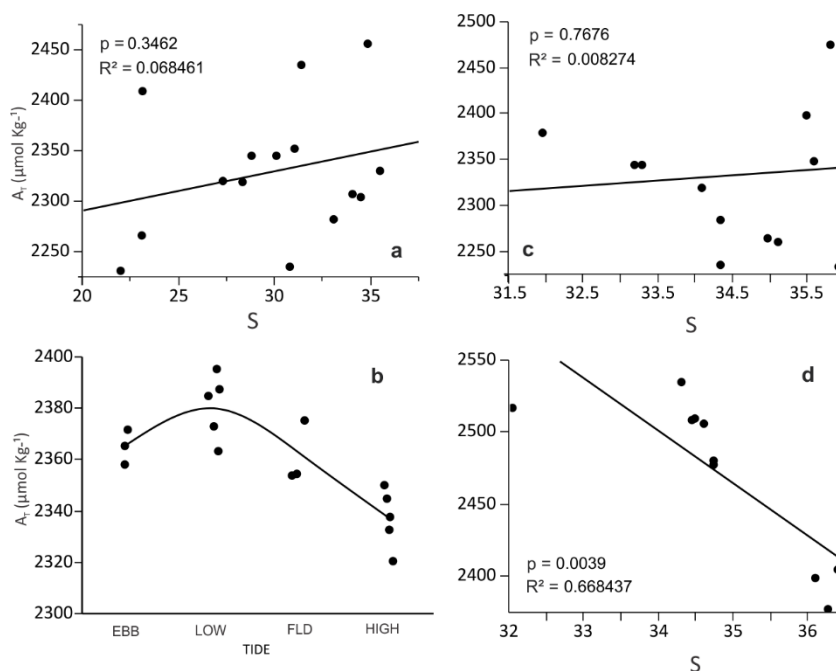 p = 0.3462
R² = 0.068461
2450
2400
2350
2300
2250
A_T (µmol Kg⁻¹)
20
25
30
35
S
a
p = 0.7676
R² = 0.008274
2500
2450
2400
2350
2300
2250
31.5
32.5
33.5
34.5
35.5
S
c
2400
2380
2360
2340
2320
2300
A_T (µmol Kg⁻¹)
EBB
LOW
FLD
HIGH
TIDE
b
2550
2500
2450
2400
p = 0.0039
R² = 0.668437
32
33
34
35
36
S
d